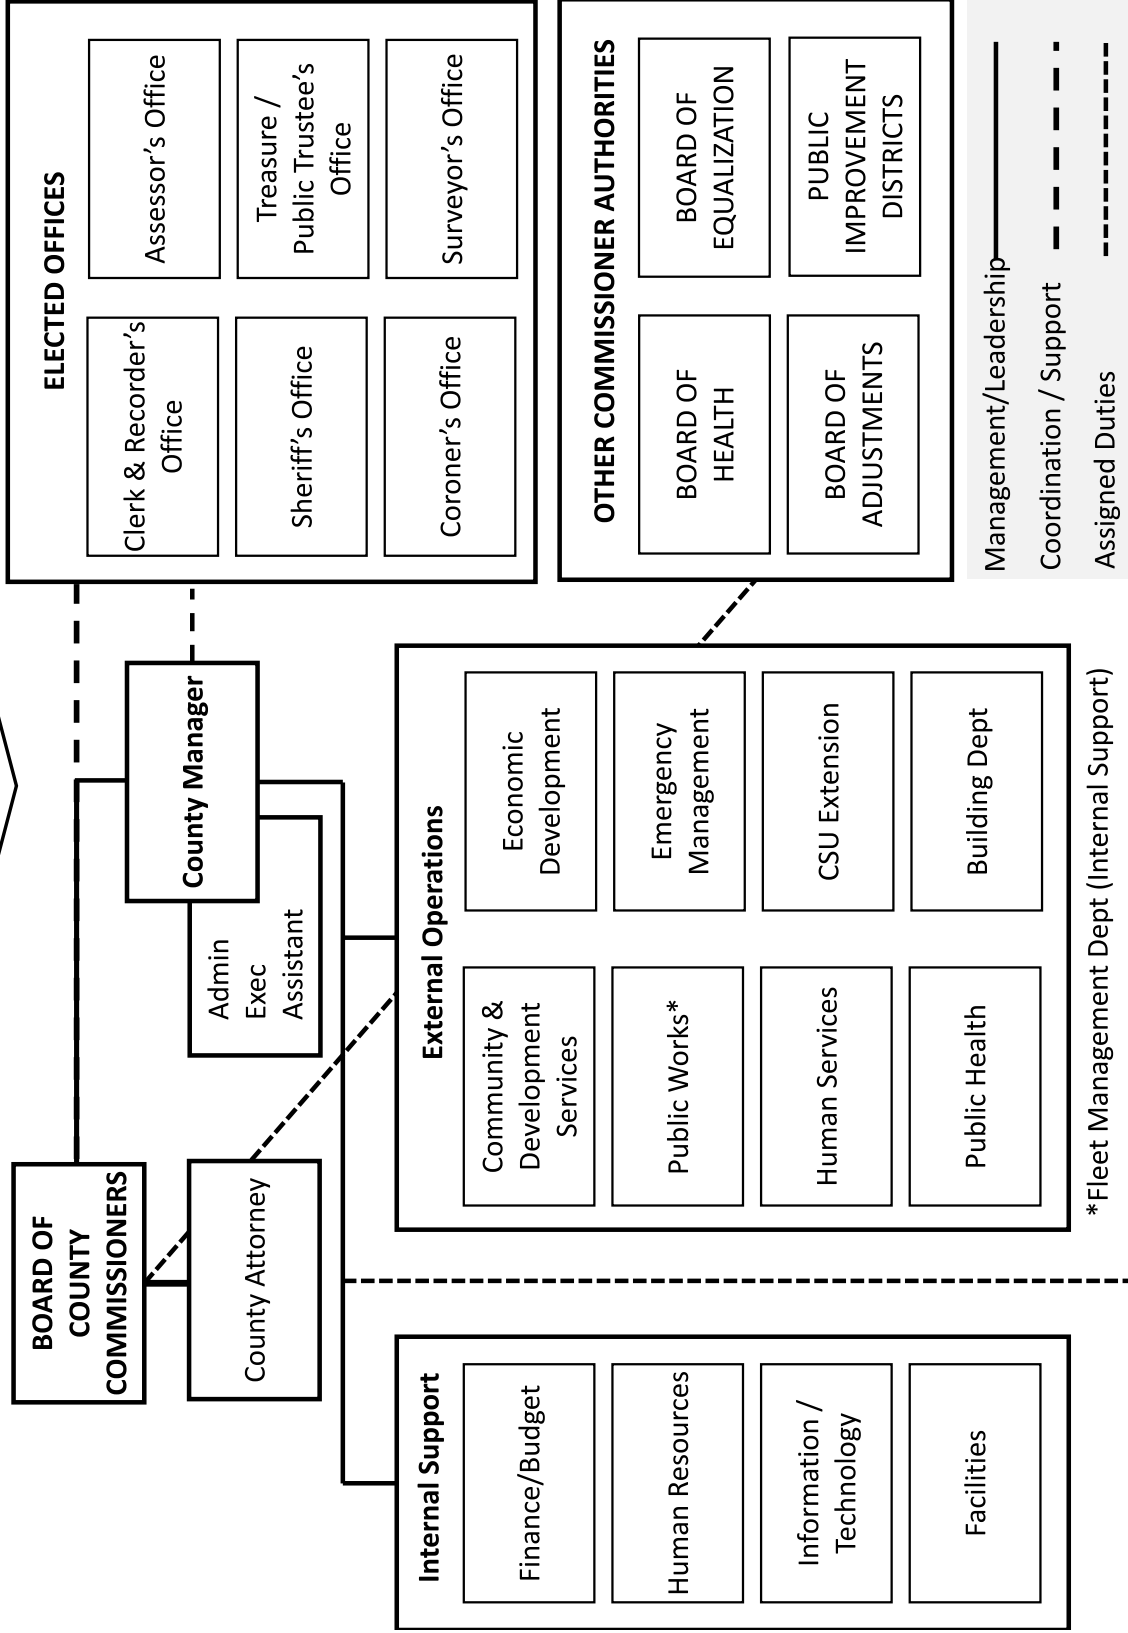 BOARD OF
COUNTY
COMMISSIONERS
County Attorney
County Manager
Admin
Exec
Assistant
ELECTED OFFICES
Clerk & Recorder's
Office
Assessor's Office
Sheriff's Office
Treasure /
Public Trustee's
Office
Coroner's Office
Surveyor's Office
Internal Support
Finance/Budget
Human Resources
Information /
Technology
Facilities
External Operations
Community &
Development
Services
Economic
Development
Public Works*
Emergency
Management
Human Services
CSU Extension
Public Health
Building Dept
*Fleet Management Dept (Internal Support)
OTHER COMMISSIONER AUTHORITIES
BOARD OF
HEALTH
BOARD OF
EQUALIZATION
BOARD OF
ADJUSTMENTS
PUBLIC
IMPROVEMENT
DISTRICTS
Management/Leadership
Coordination / Support
Assigned Duties